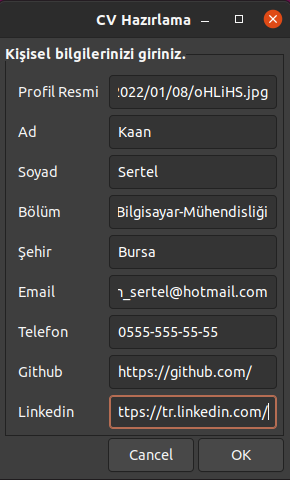 CV Hazırlama
Kişisel bilgilerinizi giriniz.
Profil Resmi 2022/01/08/oHLiHS.jpg
Ad Kaan
Soyad Sertel
Bölüm Bilgisayar-Mühendisliği
Şehir Bursa
Email n_sertel@hotmail.com
Telefon 0555-555-55-55
Github https://github.com/
Linkedin ttps://tr.linkedin.com/
Cancel OK